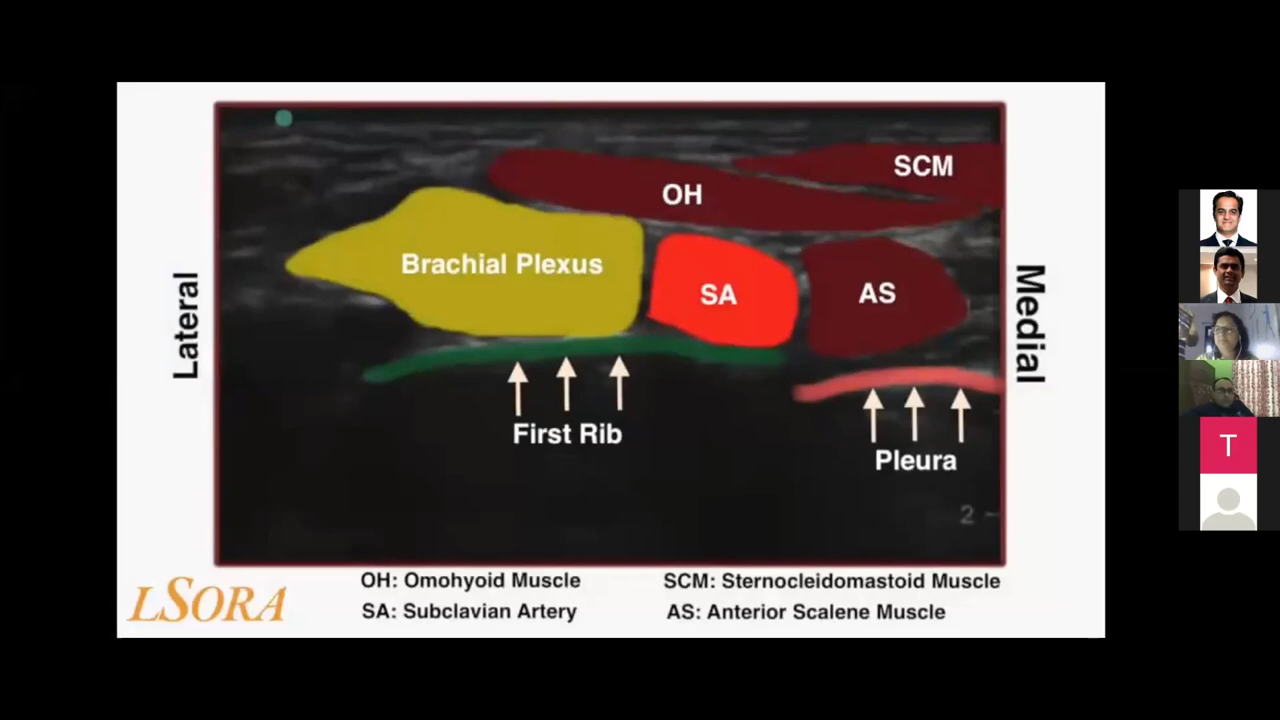 SCM
OH
Brachial Plexus
SA
AS
Lateral
Medial
First Rib
Pleura
2
OH: Omohyoid Muscle
SCM: Sternocleidomastoid Muscle
SA: Subclavian Artery
AS: Anterior Scalene Muscle
LSORA
T